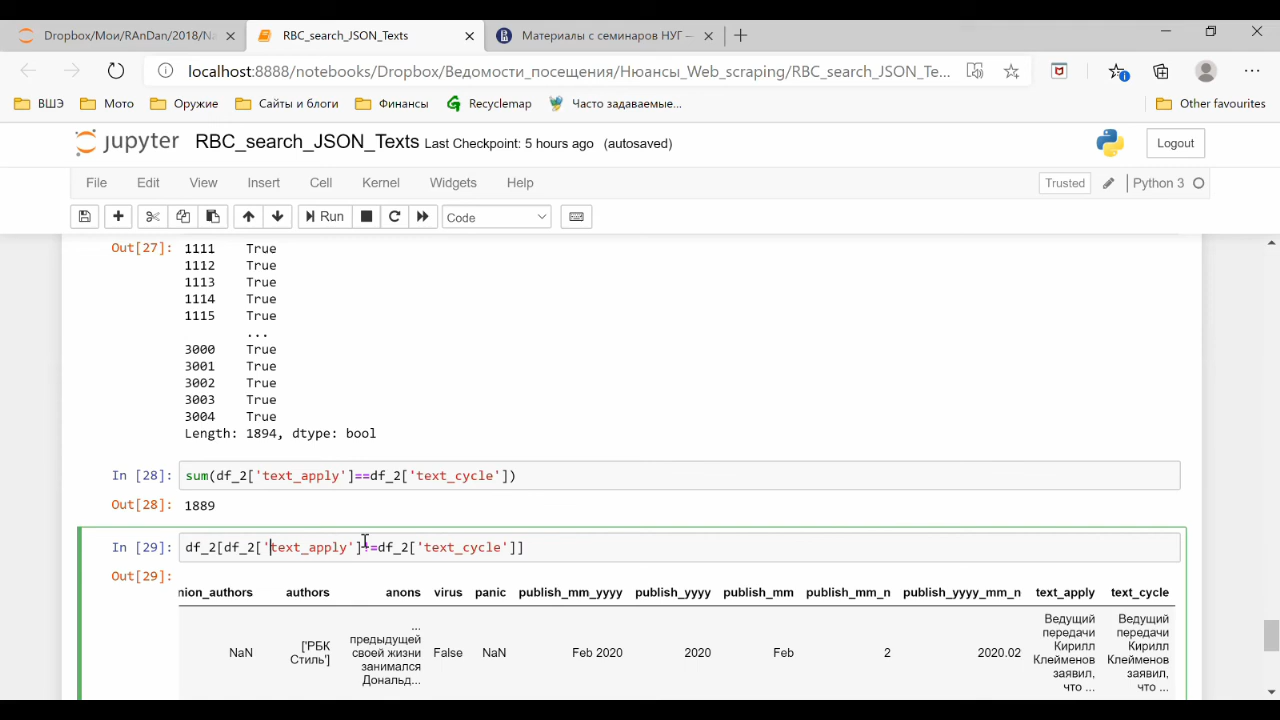 Dropbox/Мои/RAnDan/2018/Na
RBC_search_JSON_Texts
Материалы с семинаров НУГ —
localhost:8888/notebooks/Dropbox/Ведомости_посещения/Нюансы_Web_scraping/RBC_search_JSON_Te...
ВШЭ Мото Оружие Сайты и блоги Финансы Recyclemap Часто задаваемые... Other favourites
jupyter RBC_search_JSON_Texts Last Checkpoint: 5 hours ago (autosaved) Logout
File Edit View Insert Cell Kernel Widgets Help Trusted Python 3
Run Code
Out[27]: 1111 True
1112 True
1113 True
1114 True
1115 True
...
3000 True
3001 True
3002 True
3003 True
3004 True
Length: 1894, dtype: bool
In [28]: sum(df_2['text_apply']==df_2['text_cycle'])
Out[28]: 1889
In [29]: df_2[df_2['text_apply']!=df_2['text_cycle']]
Out[29]:
nion_authors authors anons virus panic publish_mm_yyyy publish_yyyy publish_mm publish_mm_n publish_yyyy_mm_n text_apply text_cycle
NaN
['РБК
Стиль']
...
предыдущей
своей жизни
занимался
Дональд...
False NaN Feb 2020 2020 Feb 2 2020.02
Ведущий
передачи
Кирилл
Клейменов
заявил,
что ...
Ведущий
передачи
Кирилл
Клейменов
заявил,
что ...